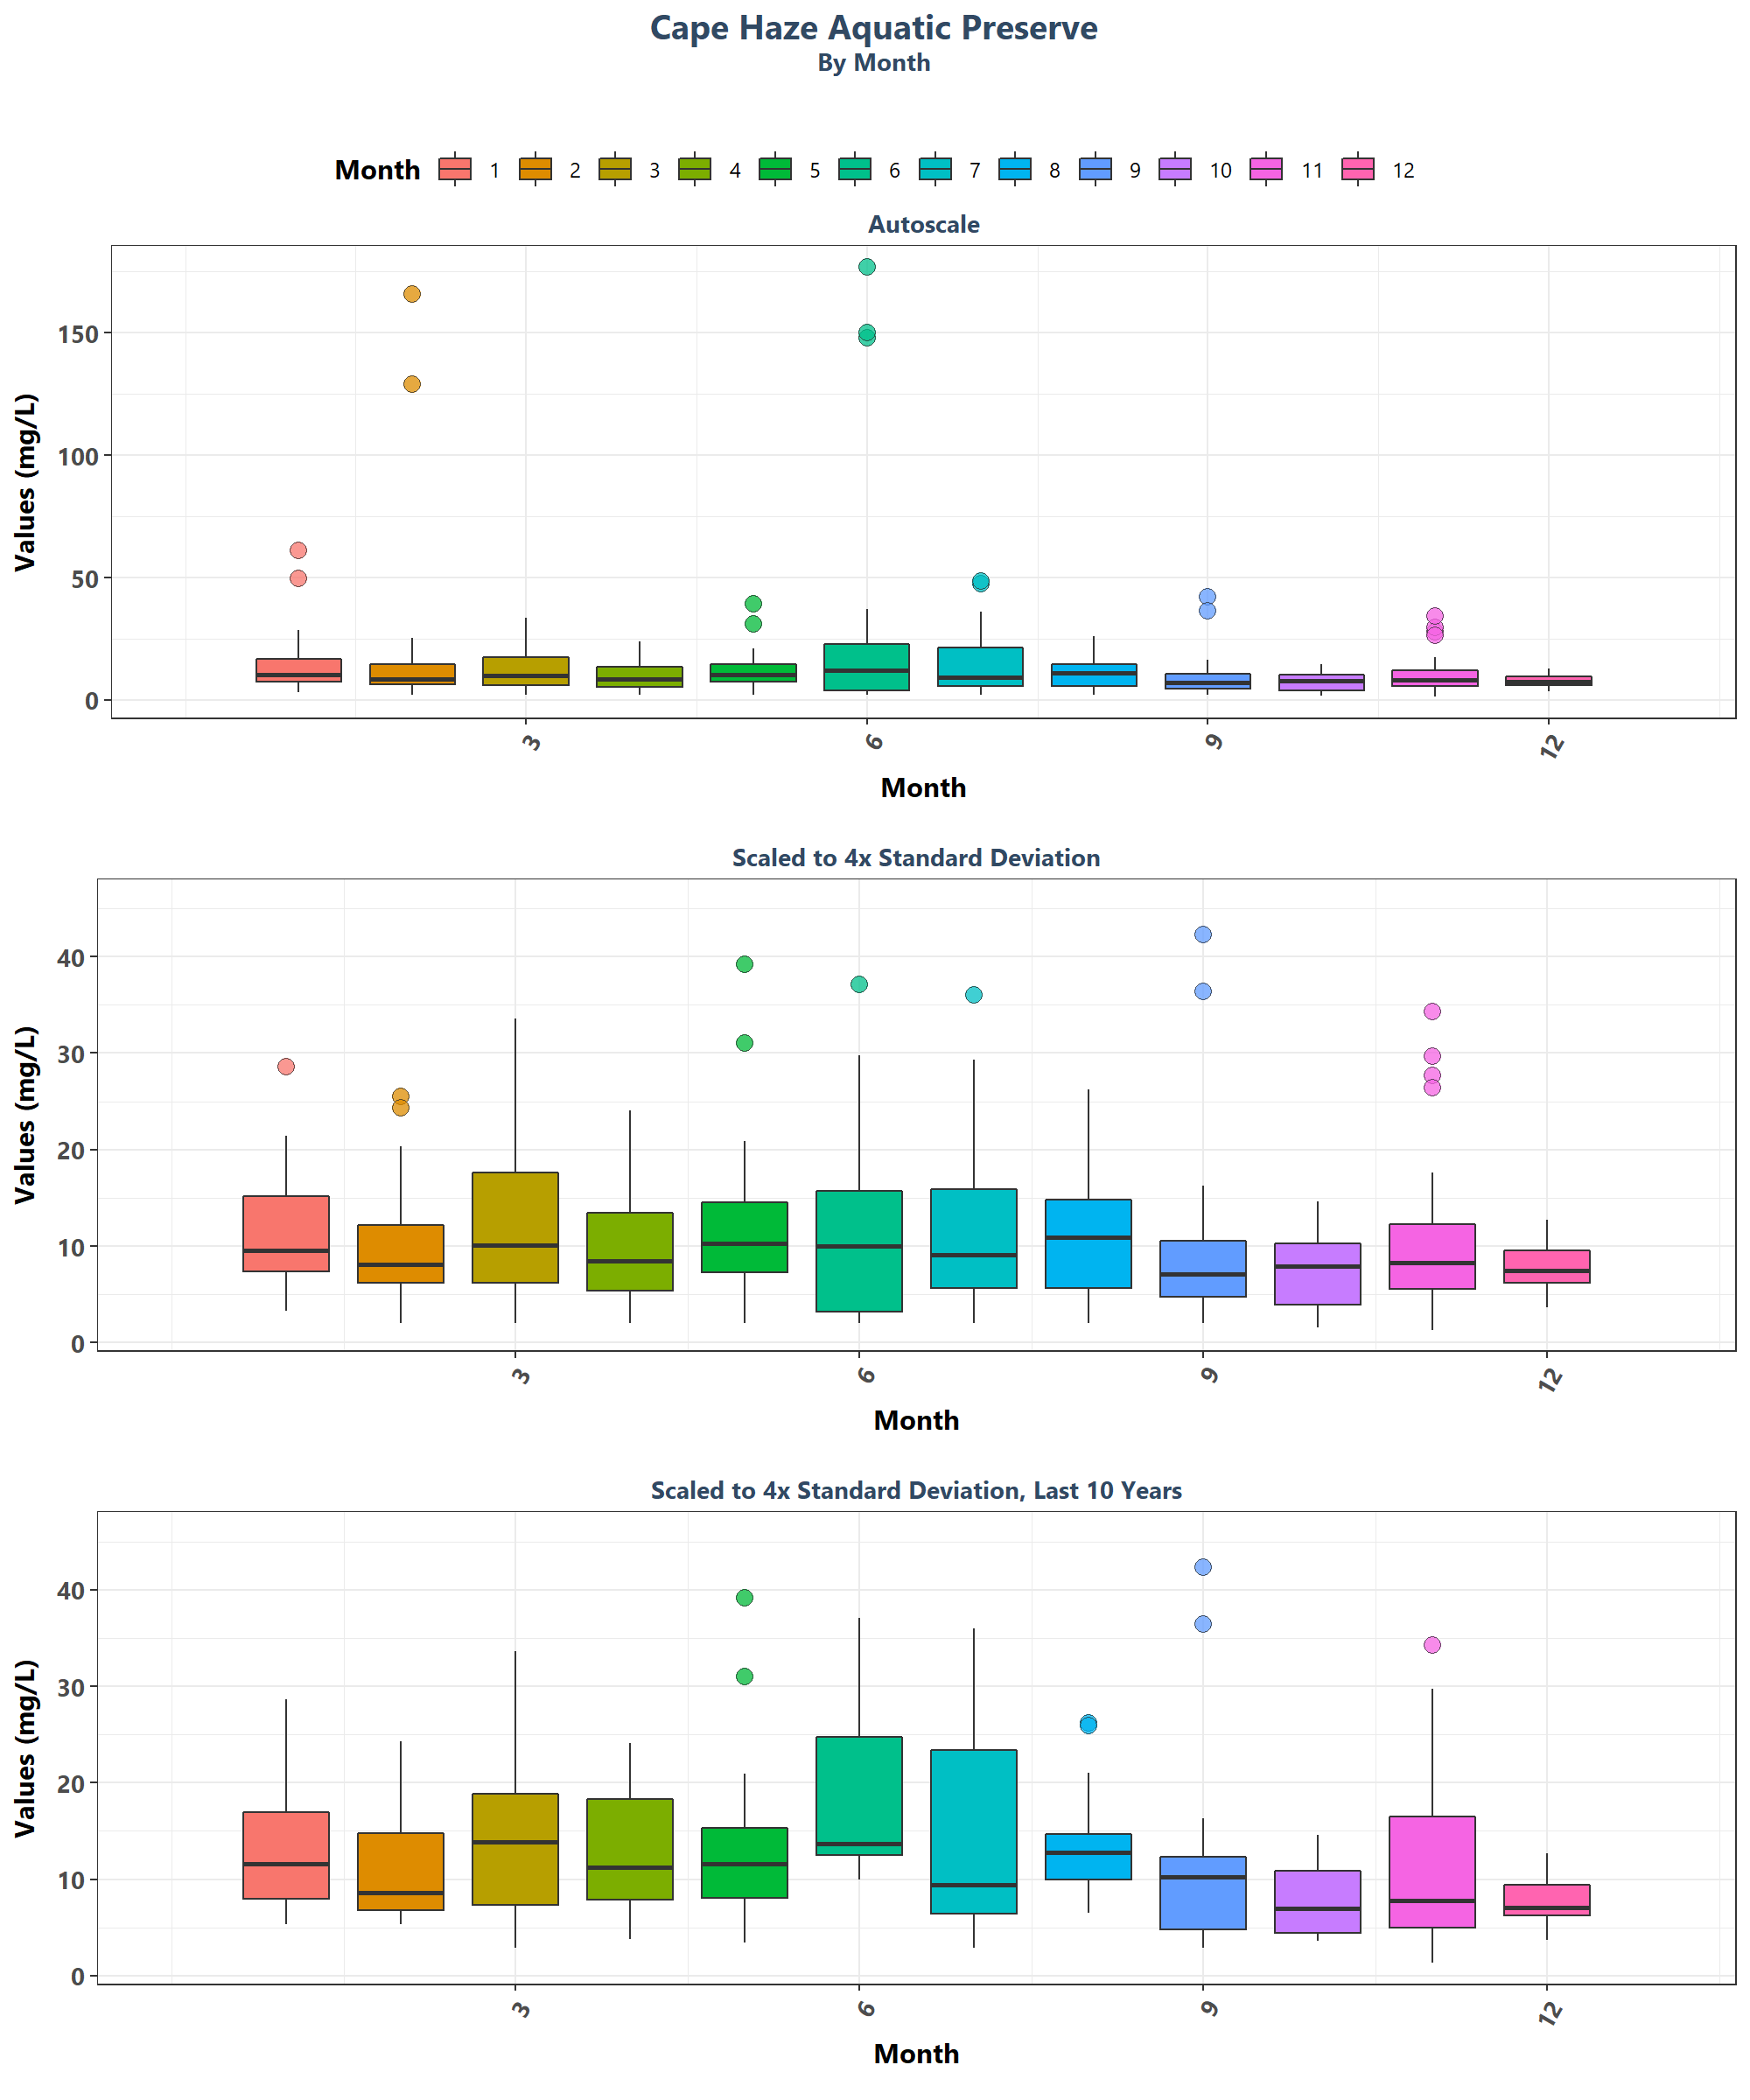 Cape Haze Aquatic Preserve
By Month
Month 1 2 3 4 5 6 7 8 9 10 11 12
Autoscale
Values (mg/L)
150
100
50
0
3 6 9 12
Month
Scaled to 4x Standard Deviation
Values (mg/L)
40
30
20
10
0
3 6 9 12
Month
Scaled to 4x Standard Deviation, Last 10 Years
Values (mg/L)
40
30
20
10
0
3 6 9 12
Month